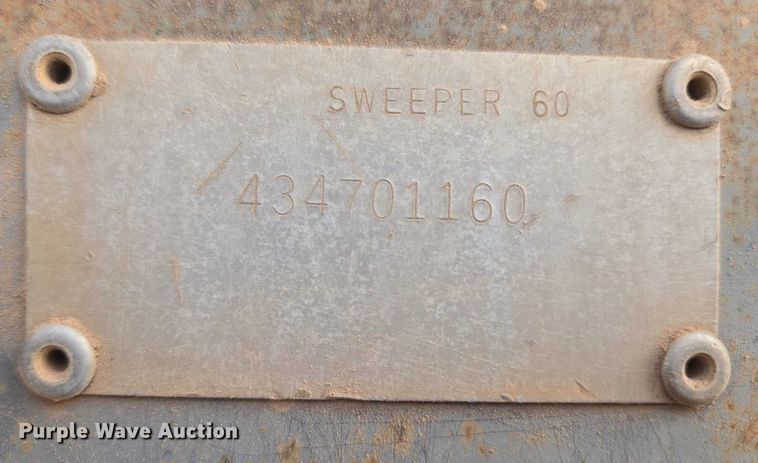 SWEEPER 60
434701160
Purple Wave Auction